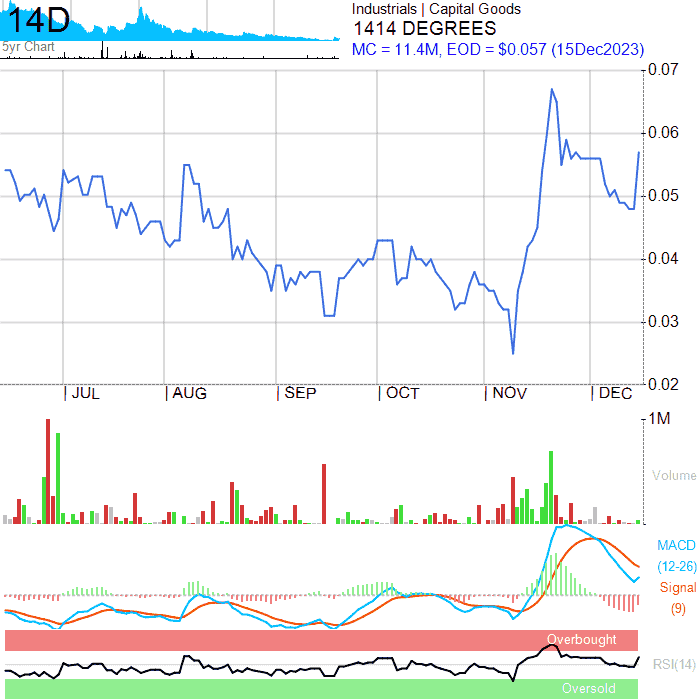 14D
5yr Chart
Industrials | Capital Goods
1414 DEGREES
MC = 11.4M, EOD = $0.057 (15Dec2023)
0.07
0.06
0.05
0.04
0.03
0.02
| JUL | AUG | SEP | OCT | NOV | DEC
1M
Volume
MACD
(12-26)
Signal
(9)
Overbought
RSI(14)
Oversold